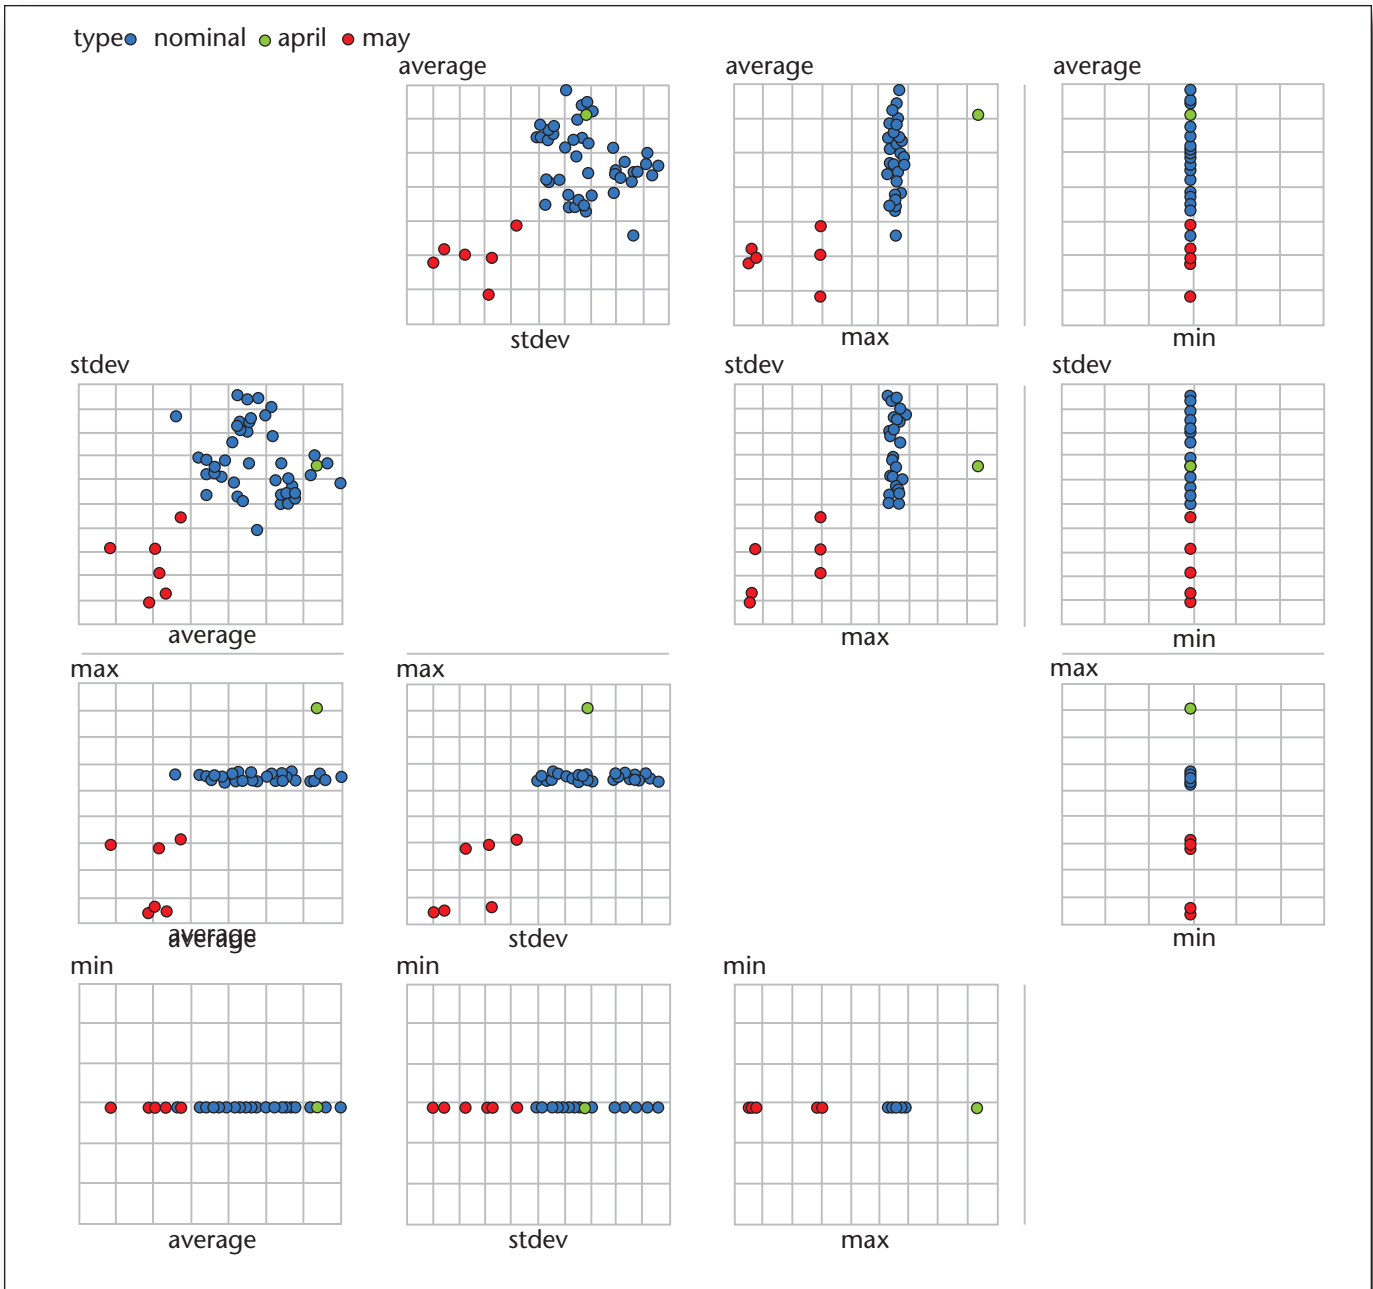 type nominal april may
average average average
stdev max min
stdev stdev stdev
average max min
max max max
average
average stdev min
min min min
average stdev max